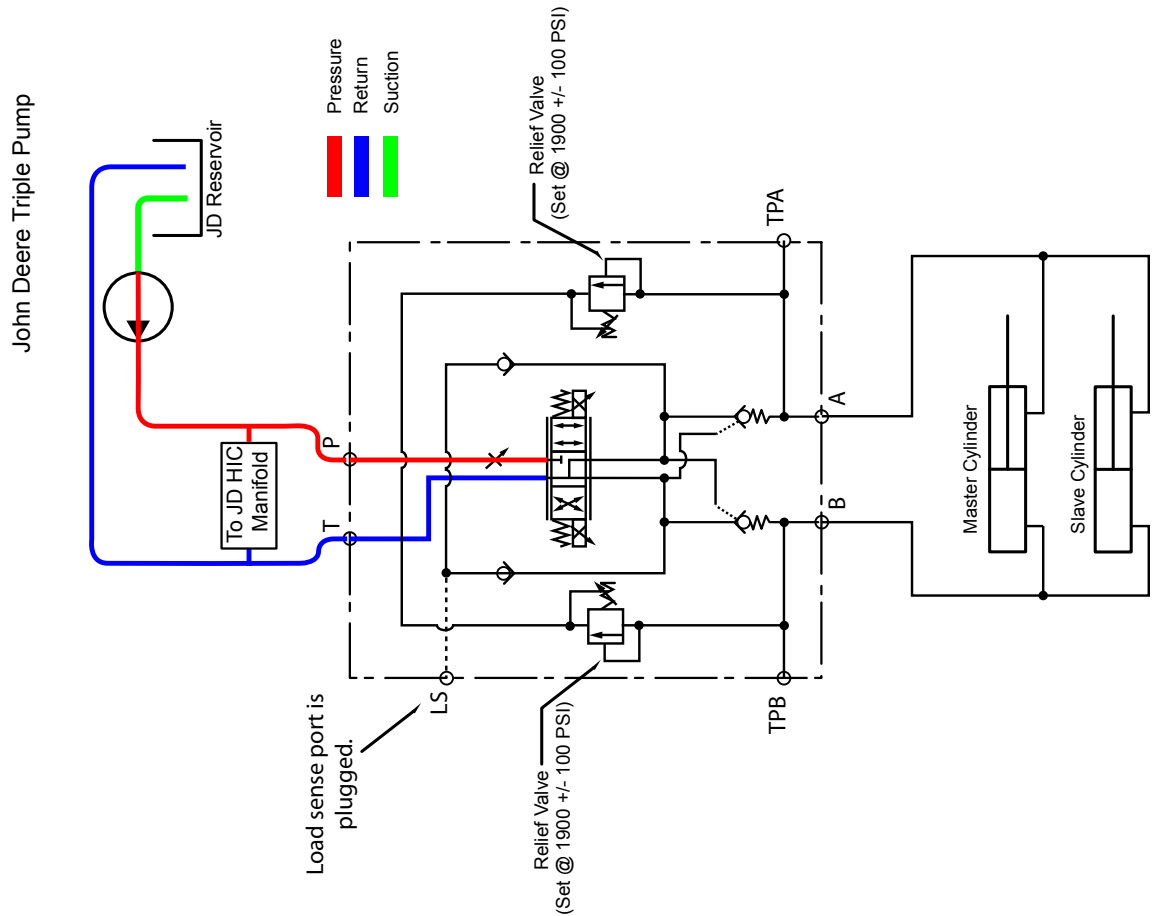 John Deere Triple Pump
JD Reservoir
Pressure
Return
Suction
To JD HIC
Manifold
Relief Valve
(Set @ 1900 +/- 100 PSI)
P
T
Load sense port is
plugged.
LS
TPA
A
B
TPB
Relief Valve
(Set @ 1900 +/- 100 PSI)
Master Cylinder
Slave Cylinder